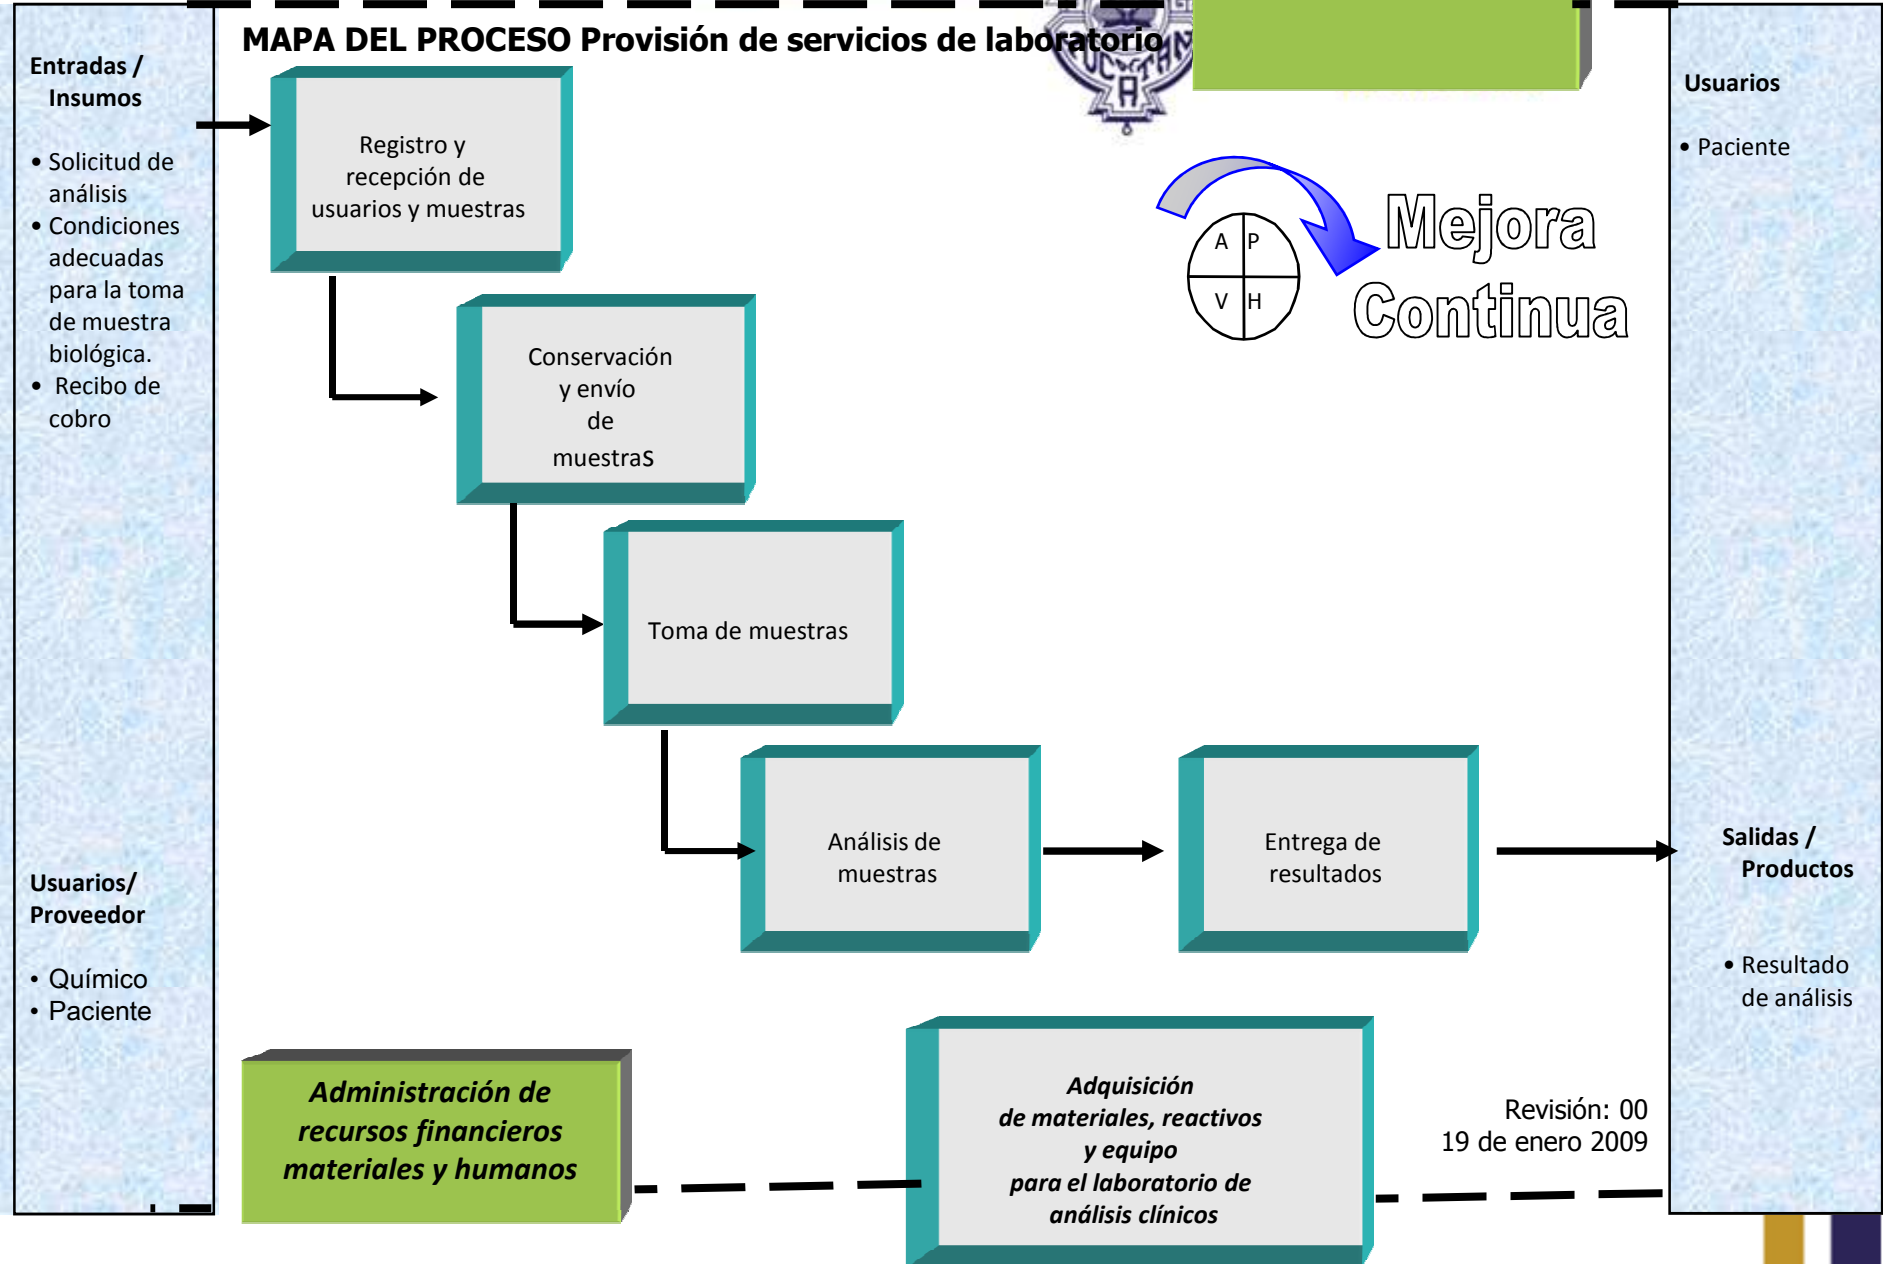 MAPA DEL PROCESO Provisión de servicios de laboratorio
Entradas /
Insumos
• Solicitud de
análisis
• Condiciones
adecuadas
para la toma
de muestra
biológica.
• Recibo de
cobro
Usuarios/
Proveedor
• Químico
• Paciente
Registro y
recepción de
usuarios y muestras
Conservación
y envío
de
muestras
Toma de muestras
Análisis de
muestras
Entrega de
resultados
A P
V H
Mejora
Continua
Usuarios
• Paciente
Salidas /
Productos
• Resultado
de análisis
Administración de
recursos financieros
materiales y humanos
Adquisición
de materiales, reactivos
y equipo
para el laboratorio de
análisis clínicos
Revisión: 00
19 de enero 2009